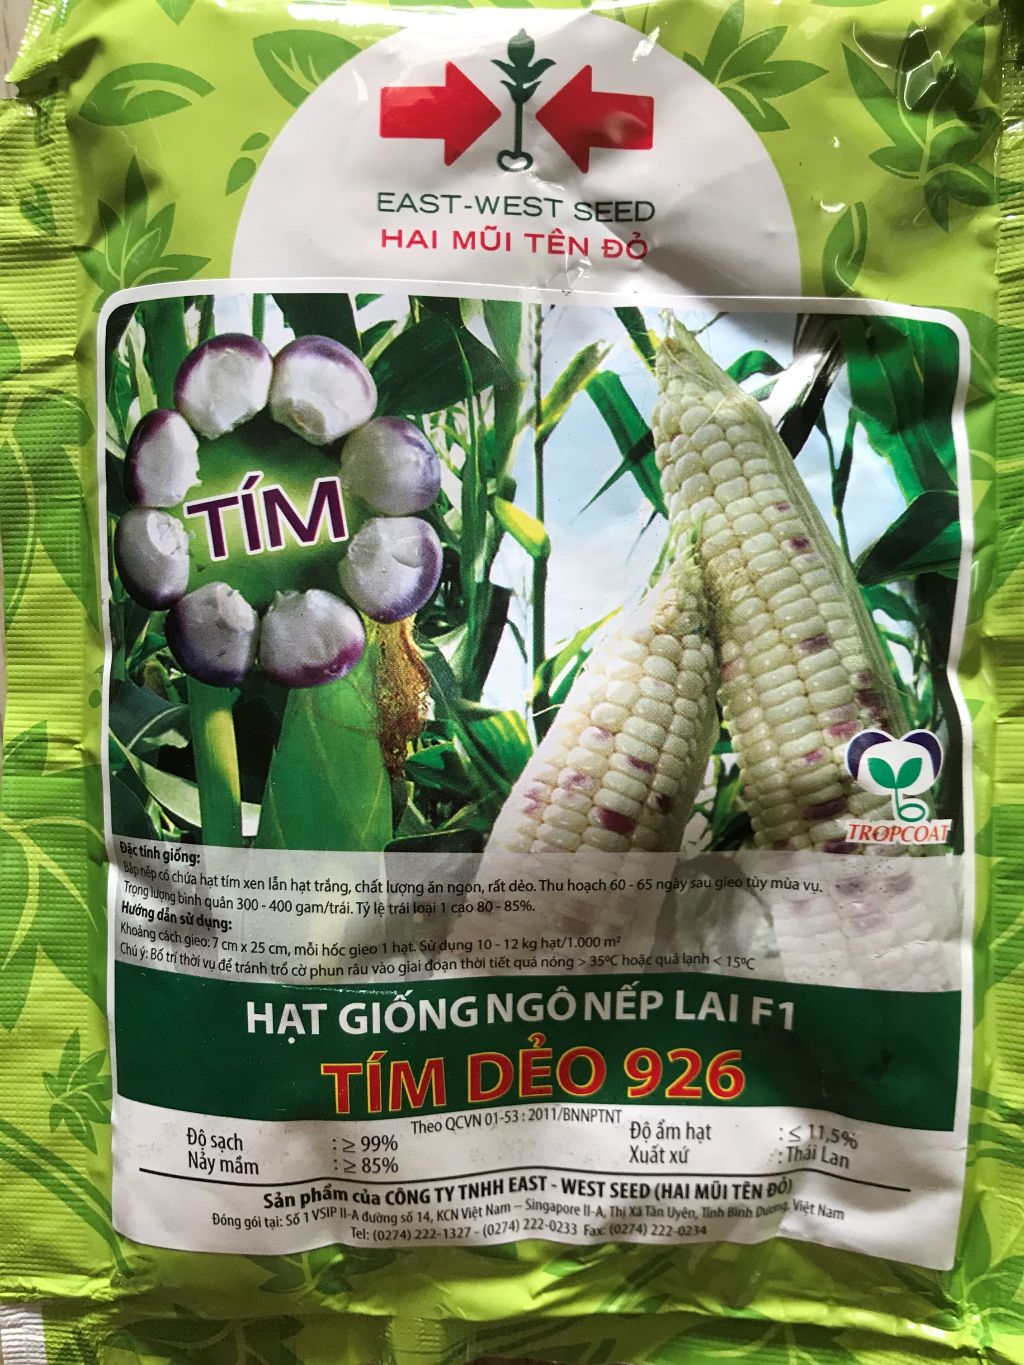 EAST-WEST SEED
HAI MŨI TÊN ĐỎ
TÍM
TROPCOAT
Đặc tính giống:
Bắp nếp có chứa hạt tím xen lẫn hạt trắng, chất lượng ăn ngon, rất dẻo. Thu hoạch 60 - 65 ngày sau gieo tùy mùa vụ.
Trọng lượng bình quân 300 - 400 gam/trái. Tỷ lệ trái loại 1 cao 80 - 85%.
Hướng dẫn sử dụng:
Khoảng cách gieo: 7 cm x 25 cm, mỗi hốc gieo 1 hạt. Sử dụng 10 - 12 kg hạt/1.000 m²
Chú ý: Bố trí thời vụ để tránh trổ cờ phun râu vào giai đoạn thời tiết quá nóng > 35ºC hoặc quá lạnh < 15ºC
HẠT GIỐNG NGÔ NẾP LAI F1
TÍM DẺO 926
Theo QCVN 01-53 : 2011/BNNPTNT
Độ sạch : ≥ 99% Độ ẩm hạt : ≤ 11,5%
Nảy mầm : ≥ 85% Xuất xứ : Thái Lan
Sản phẩm của CÔNG TY TNHH EAST - WEST SEED (HAI MŨI TÊN ĐỎ)
Đóng gói tại: Số 1 VSIP II-A đường số 14, KCN Việt Nam – Singapore II-A, Thị Xã Tân Uyên, Tỉnh Bình Dương, Việt Nam
Tel: (0274) 222-1327 - (0274) 222-0233 Fax: (0274) 222-0234